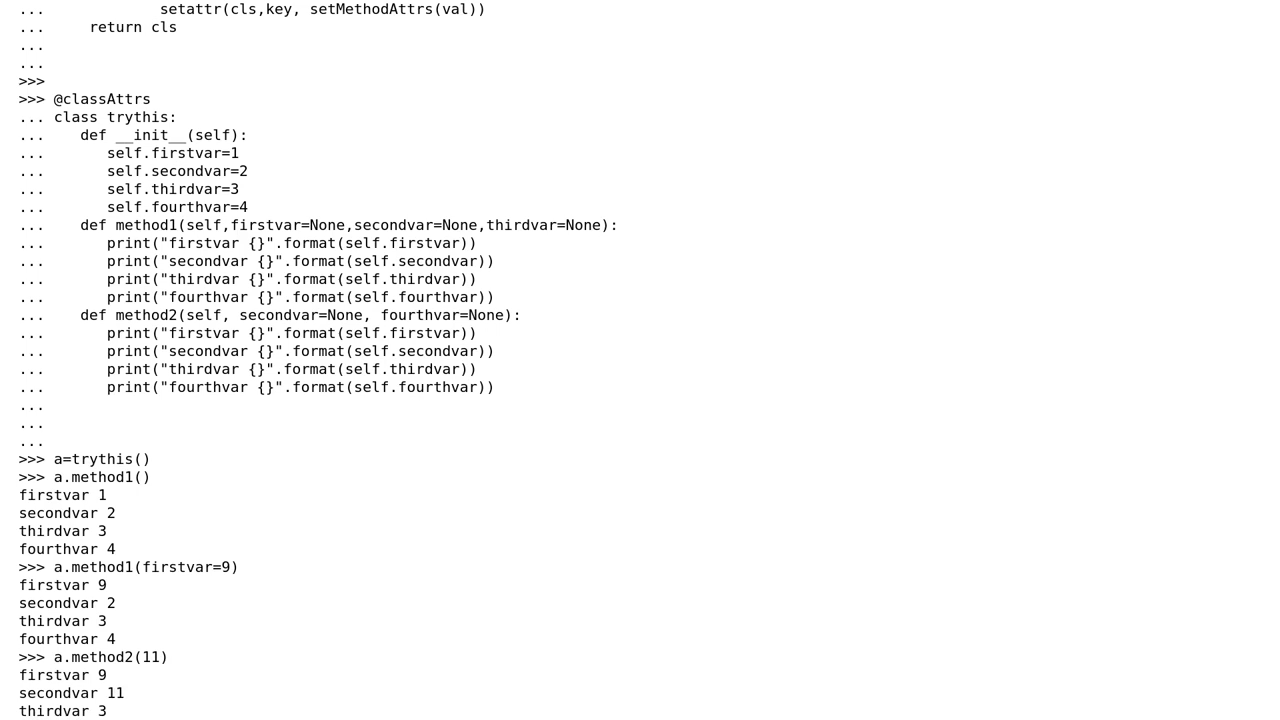 ...             setattr(cls,key, setMethodAttrs(val))
...     return cls
...
...
>>>
>>> @classAttrs
... class trythis:
...    def __init__(self):
...       self.firstvar=1
...       self.secondvar=2
...       self.thirdvar=3
...       self.fourthvar=4
...    def method1(self,firstvar=None,secondvar=None,thirdvar=None):
...       print("firstvar {}".format(self.firstvar))
...       print("secondvar {}".format(self.secondvar))
...       print("thirdvar {}".format(self.thirdvar))
...       print("fourthvar {}".format(self.fourthvar))
...    def method2(self, secondvar=None, fourthvar=None):
...       print("firstvar {}".format(self.firstvar))
...       print("secondvar {}".format(self.secondvar))
...       print("thirdvar {}".format(self.thirdvar))
...       print("fourthvar {}".format(self.fourthvar))
...
...
...
>>> a=trythis()
>>> a.method1()
firstvar 1
secondvar 2
thirdvar 3
fourthvar 4
>>> a.method1(firstvar=9)
firstvar 9
secondvar 2
thirdvar 3
fourthvar 4
>>> a.method2(11)
firstvar 9
secondvar 11
thirdvar 3